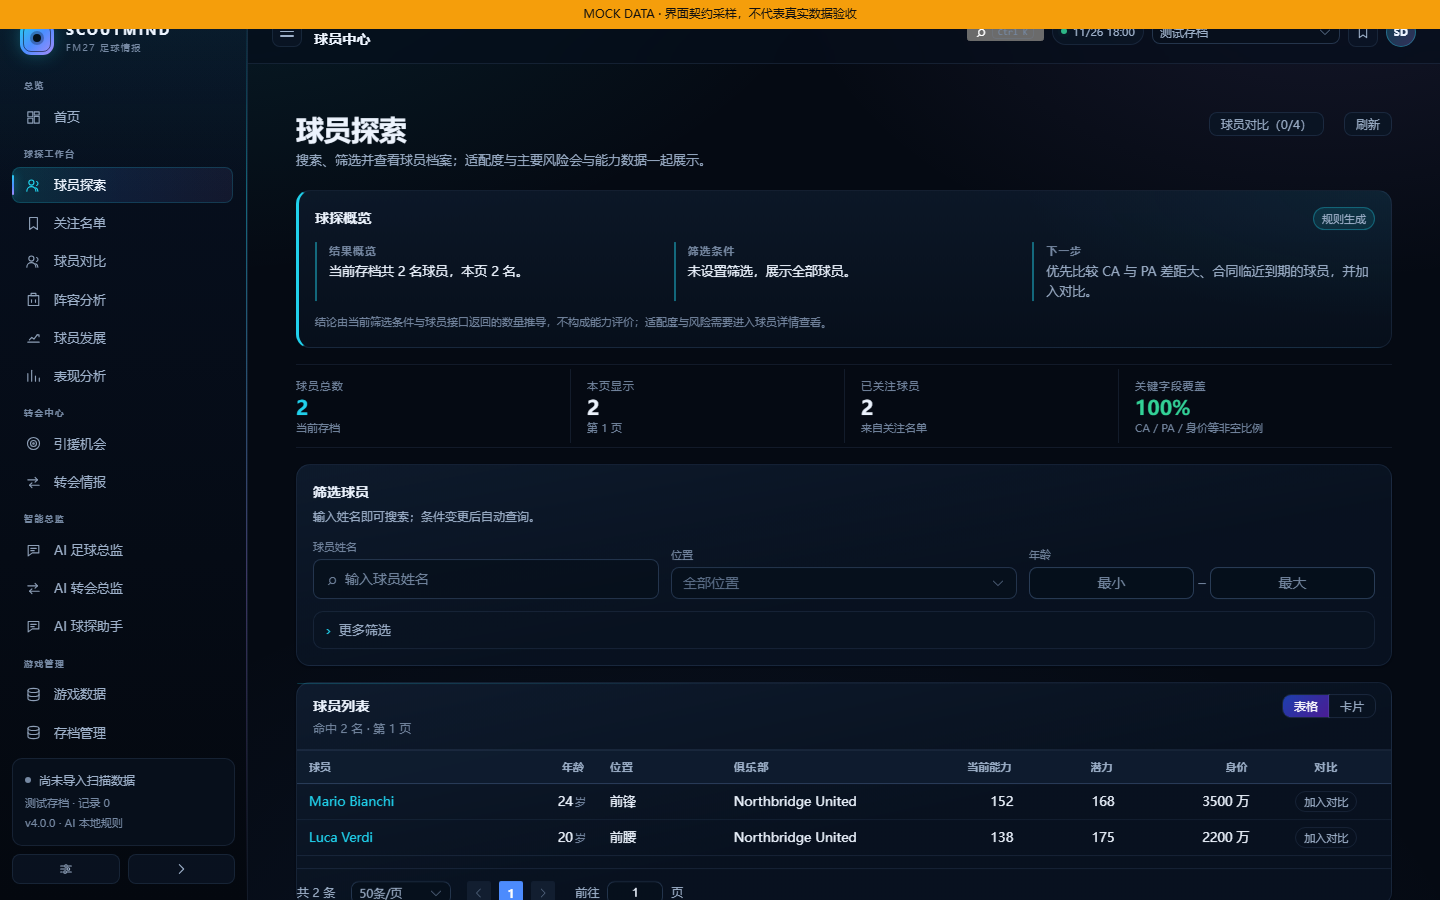 MOCK DATA · 界面契约采样，不代表真实数据验收
SCOUTMIND
FM27 足球情报
球员中心
Ctrl K
11/26 18:00
测试存档
SD
总览
首页
球探工作台
球员探索
关注名单
球员对比
阵容分析
球员发展
表现分析
转会中心
引援机会
转会情报
智能总监
AI 足球总监
AI 转会总监
AI 球探助手
游戏管理
游戏数据
存档管理
尚未导入扫描数据
测试存档 · 记录 0
v4.0.0 · AI 本地规则
球员探索
搜索、筛选并查看球员档案；适配度与主要风险会与能力数据一起展示。
球员对比（0/4）
刷新
球探概览
规则生成
结果概览
当前存档共 2 名球员，本页 2 名。
筛选条件
未设置筛选，展示全部球员。
下一步
优先比较 CA 与 PA 差距大、合同临近到期的球员，并加
入对比。
结论由当前筛选条件与球员接口返回的数量推导，不构成能力评价；适配度与风险需要进入球员详情查看。
球员总数
2
当前存档
本页显示
2
第 1 页
已关注球员
2
来自关注名单
关键字段覆盖
100%
CA / PA / 身价等非空比例
筛选球员
输入姓名即可搜索；条件变更后自动查询。
球员姓名
输入球员姓名
位置
全部位置
年龄
最小 – 最大
› 更多筛选
球员列表
命中 2 名 · 第 1 页
表格 卡片
球员 年龄 位置 俱乐部 当前能力 潜力 身价 对比
Mario Bianchi 24岁 前锋 Northbridge United 152 168 3500 万 加入对比
Luca Verdi 20岁 前腰 Northbridge United 138 175 2200 万 加入对比
共 2 条 50条/页 1 前往 1 页